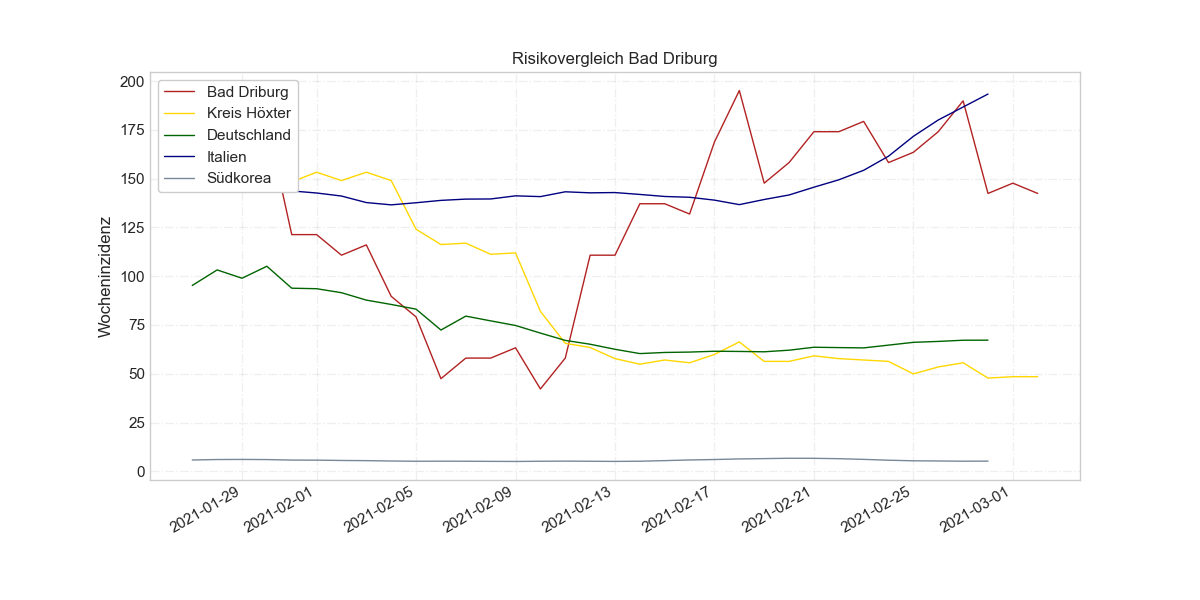 Risikovergleich Bad Driburg
Wocheninzidenz
200
175
150
125
100
75
50
25
0
Bad Driburg
Kreis Höxter
Deutschland
Italien
Südkorea
2021-01-29
2021-02-01
2021-02-05
2021-02-09
2021-02-13
2021-02-17
2021-02-21
2021-02-25
2021-03-01